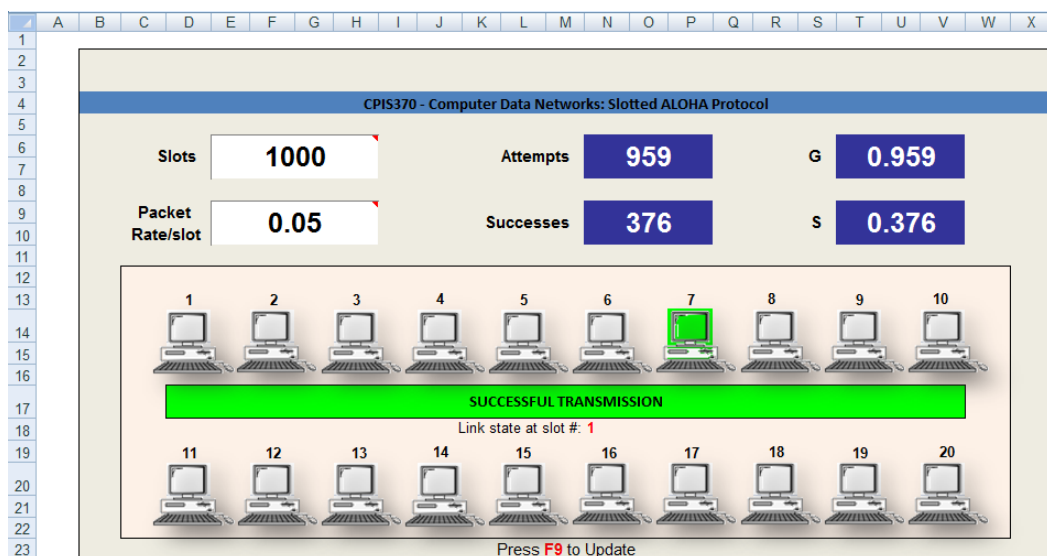 A B C D E F G H I J K L M N O P Q R S T U V W X
1
2
3
4 CPIS370 - Computer Data Networks: Slotted ALOHA Protocol
5
6
7
Slots 1000 Attempts 959 G 0.959
8
9
10
Packet
Rate/slot 0.05 Successes 376 S 0.376
11
12
13 1 2 3 4 5 6 7 8 9 10
14
15
16
17 SUCCESSFUL TRANSMISSION
18 Link state at slot #: 1
19 11 12 13 14 15 16 17 18 19 20
20
21
22
23 Press F9 to Update